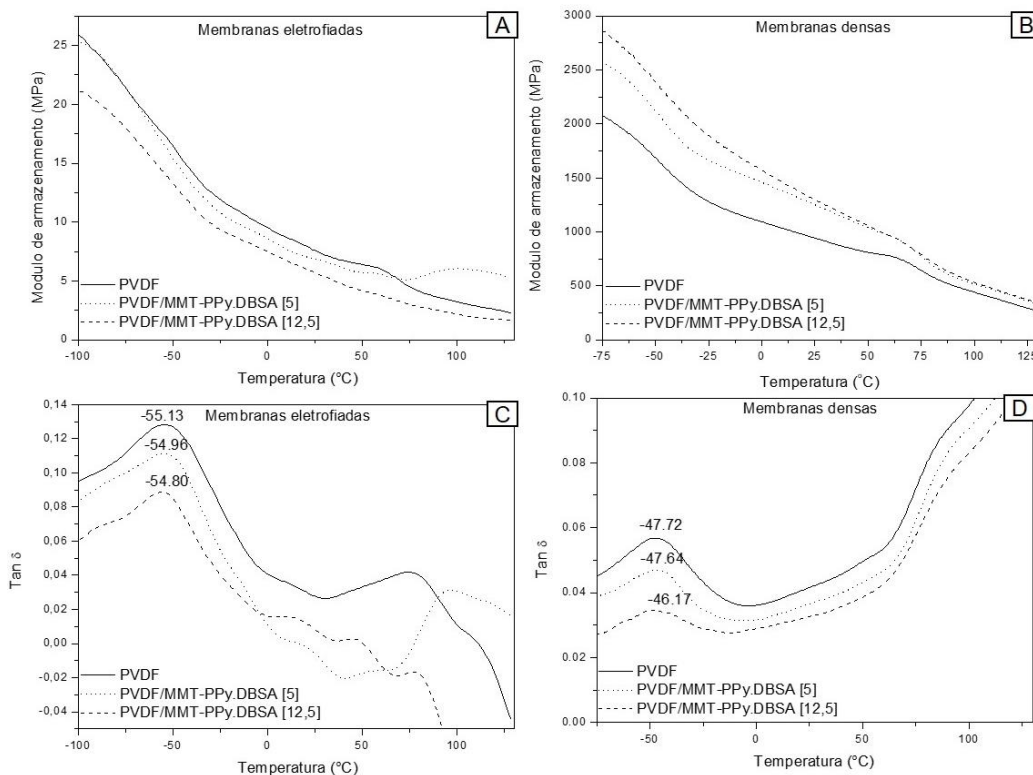 A
Membranas eletrofiadas
Modulo de armazenamento (MPa)
25
20
15
10
5
0
PVDF
PVDF/MMT-PPy.DBSA [5]
PVDF/MMT-PPy.DBSA [12,5]
-100
-50
0
50
100
Temperatura (°C)
B
Membranas densas
Modulo de armazenamento (MPa)
3000
2500
2000
1500
1000
500
0
PVDF
PVDF/MMT-PPy.DBSA [5]
PVDF/MMT-PPy.DBSA [12,5]
-75
-50
-25
0
25
50
75
100
125
Temperatura (°C)
C
Membranas eletrofiadas
Tan δ
0,14
0,12
0,10
0,08
0,06
0,04
0,02
0,00
-0,02
-0,04
-55.13
-54.96
-54.80
PVDF
PVDF/MMT-PPy.DBSA [5]
PVDF/MMT-PPy.DBSA [12,5]
-100
-50
0
50
100
Temperatura (°C)
D
Membranas densas
Tan δ
0.10
0.08
0.06
0.04
0.02
0.00
-47.72
-47.64
-46.17
PVDF
PVDF/MMT-PPy.DBSA [5]
PVDF/MMT-PPy.DBSA [12,5]
-50
0
50
100
Temperatura (°C)